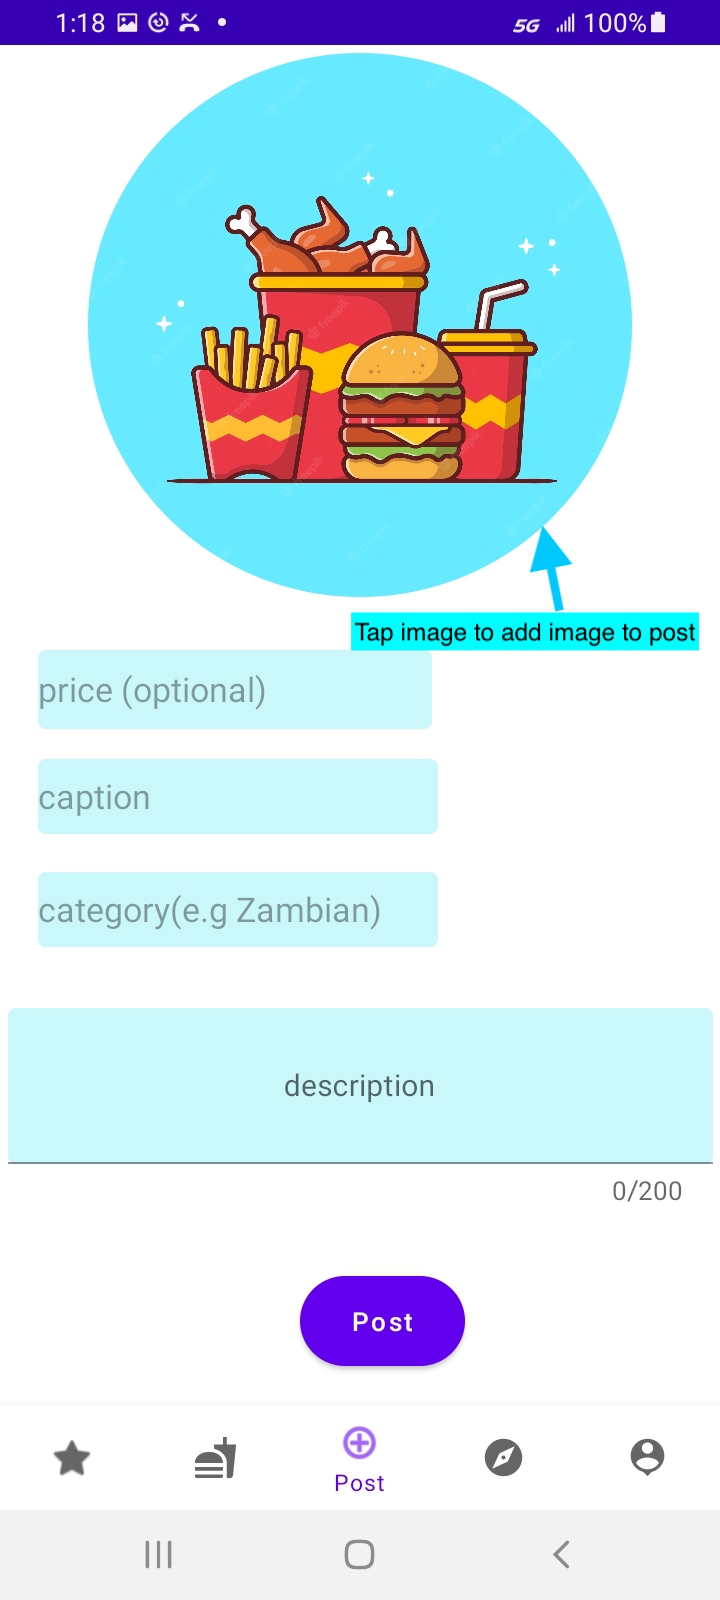 1:18 5G 100%
Tap image to add image to post
price (optional)
caption
category(e.g Zambian)
description
0/200
Post
Post